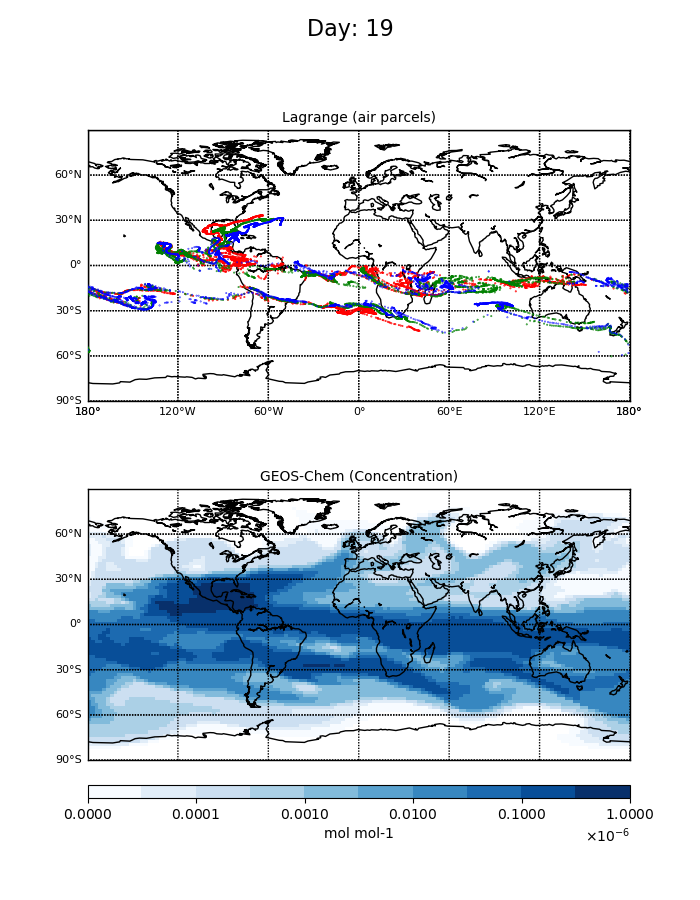 Day: 19
Lagrange (air parcels)
60°N
30°N
0°
30°S
60°S
90°S
180° 120°W 60°W 0° 60°E 120°E 180°
GEOS-Chem (Concentration)
60°N
30°N
0°
30°S
60°S
90°S
0.0000 0.0001 0.0010 0.0100 0.1000 1.0000
mol mol-1 ×10⁻⁶